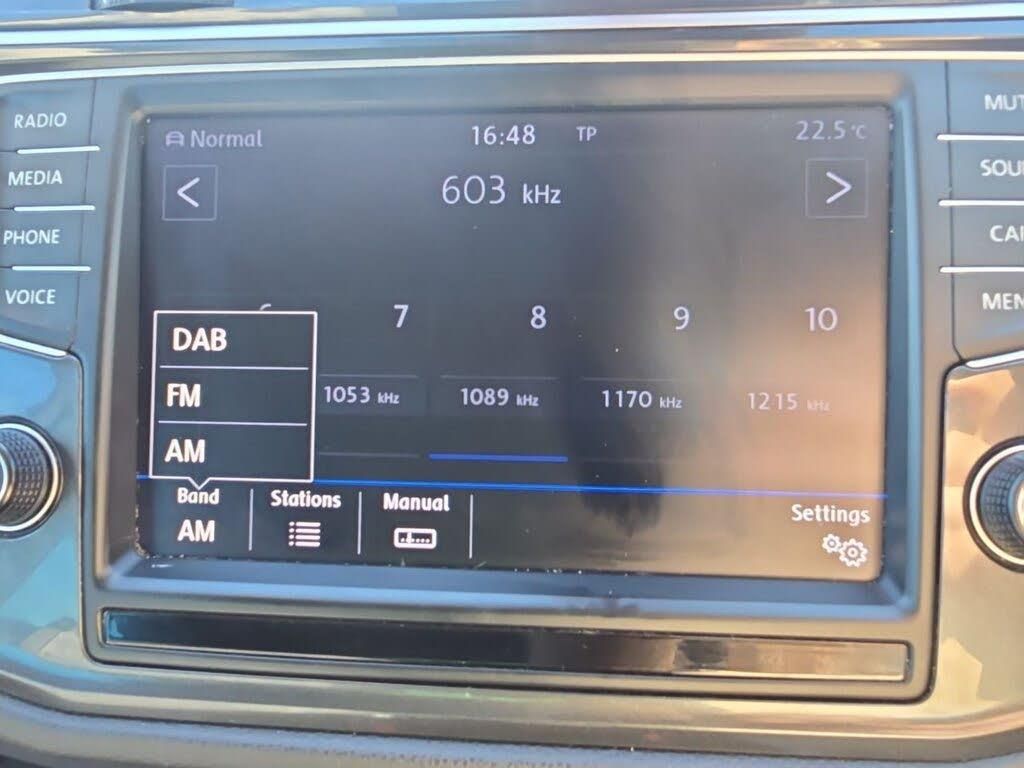 RADIO
MEDIA
PHONE
VOICE
Normal
16:48
TP
22.5°C
<
603 kHz
>
7
8
9
10
1053 kHz
1089 kHz
1170 kHz
1215 kHz
DAB
FM
AM
Band
AM
Stations
Manual
Settings
MUT
SOU
CAR
MEN